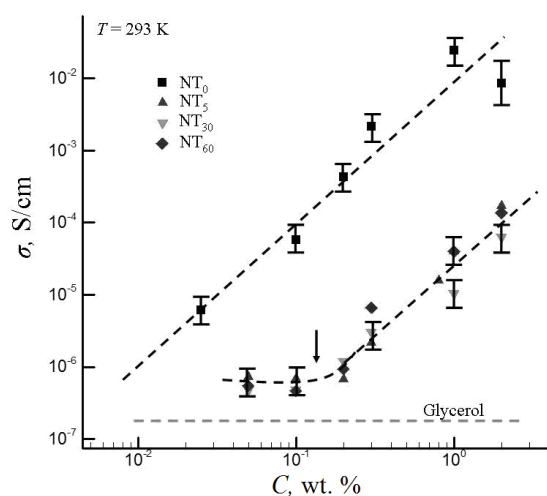 T = 293 K
NT₀
NT₅
NT₃₀
NT₆₀
10⁻²
10⁻³
10⁻⁴
10⁻⁵
10⁻⁶
10⁻⁷
σ, S/cm
Glycerol
10⁻² 10⁻¹ 10⁰
C, wt. %